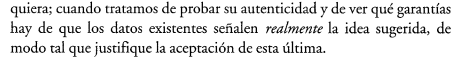 quiera; cuando tratamos de probar su autenticidad y de ver qué garantías
hay de que los datos existentes señalen realmente la idea sugerida, de
modo tal que justifique la aceptación de esta última.